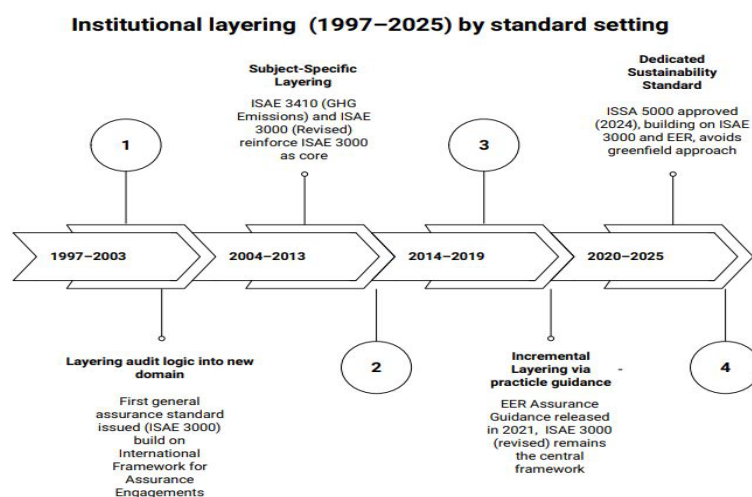 Institutional layering (1997–2025) by standard setting
Subject-Specific
Layering
ISAE 3410 (GHG
Emissions) and ISAE
3000 (Revised)
reinforce ISAE 3000
as core
Dedicated
Sustainability
Standard
ISSA 5000 approved
(2024), building on ISAE
3000 and EER, avoids
greenfield approach
1
3
1997–2003
2004–2013
2014–2019
2020–2025
Layering audit logic into new
domain
First general
assurance standard
issued (ISAE 3000)
build on
International
Framework for
Assurance
Engagements
2
Incremental
Layering via -
practicle guidance
EER Assurance
Guidance released
in 2021, ISAE 3000
(revised) remains
the central
framework
4